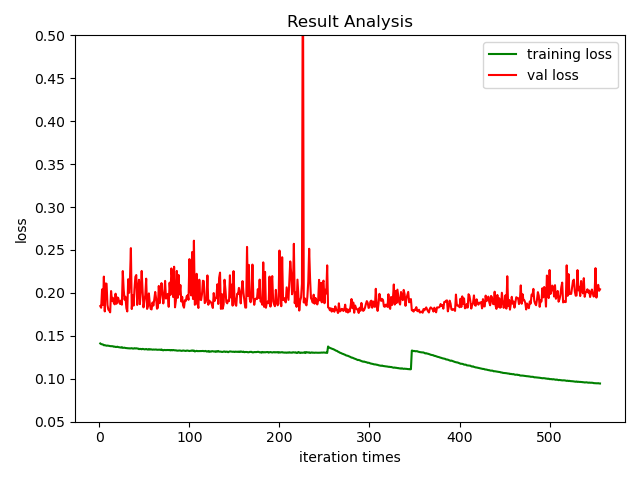 Result Analysis
training loss
val loss
0.50
0.45
0.40
0.35
0.30
0.25
0.20
0.15
0.10
0.05
loss
0 100 200 300 400 500
iteration times